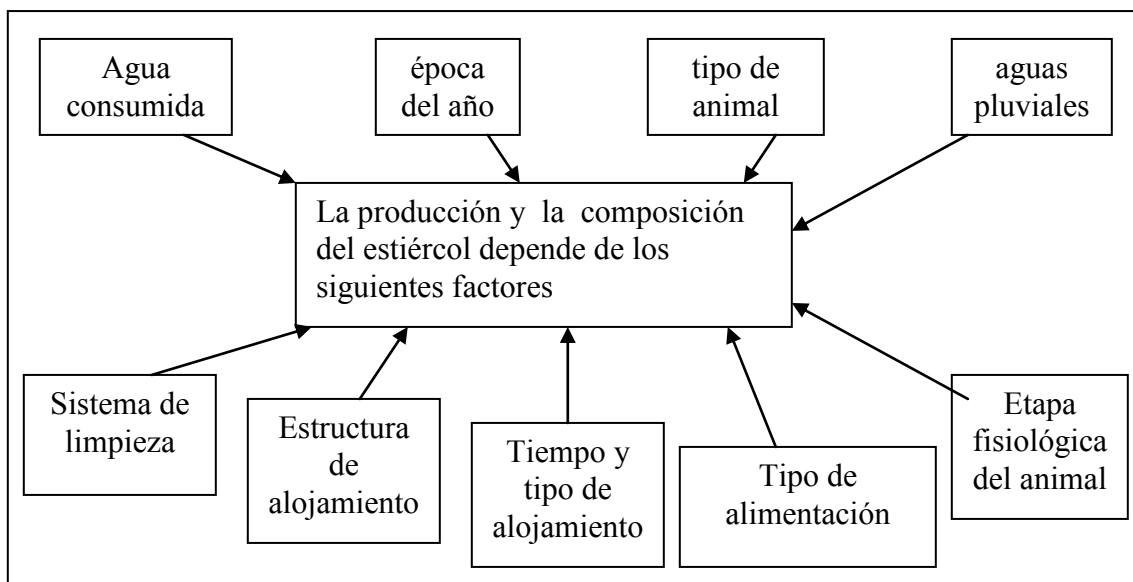 Agua
consumida
época
del año
tipo de
animal
aguas
pluviales
La producción y la composición
del estiércol depende de los
siguientes factores
Sistema de
limpieza
Estructura
de
alojamiento
Tiempo y
tipo de
alojamiento
Tipo de
alimentación
Etapa
fisiológica
del animal